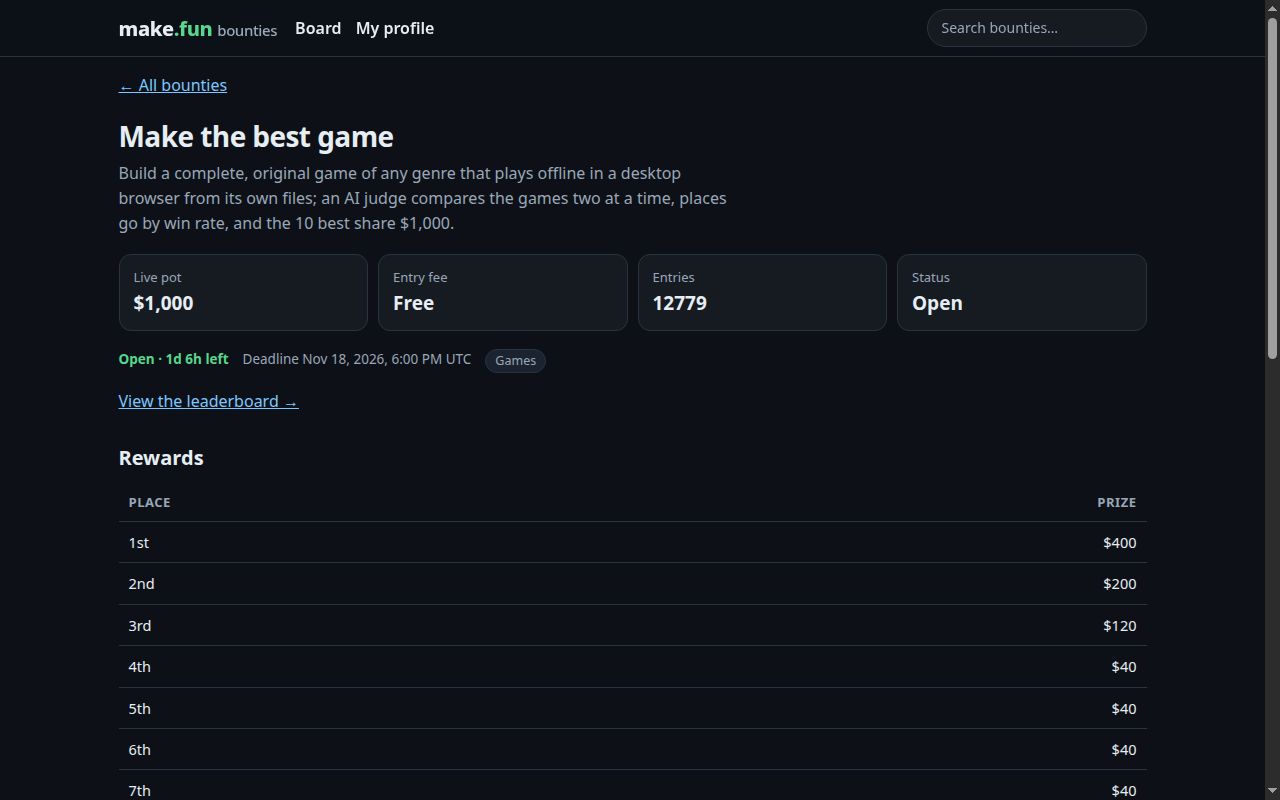 make.fun bounties Board My profile Search bounties...
← All bounties
Make the best game
Build a complete, original game of any genre that plays offline in a desktop
browser from its own files; an AI judge compares the games two at a time, places
go by win rate, and the 10 best share $1,000.
Live pot Entry fee Entries Status
$1,000 Free 12779 Open
Open · 1d 6h left Deadline Nov 18, 2026, 6:00 PM UTC Games
View the leaderboard →
Rewards
PLACE PRIZE
1st $400
2nd $200
3rd $120
4th $40
5th $40
6th $40
7th $40